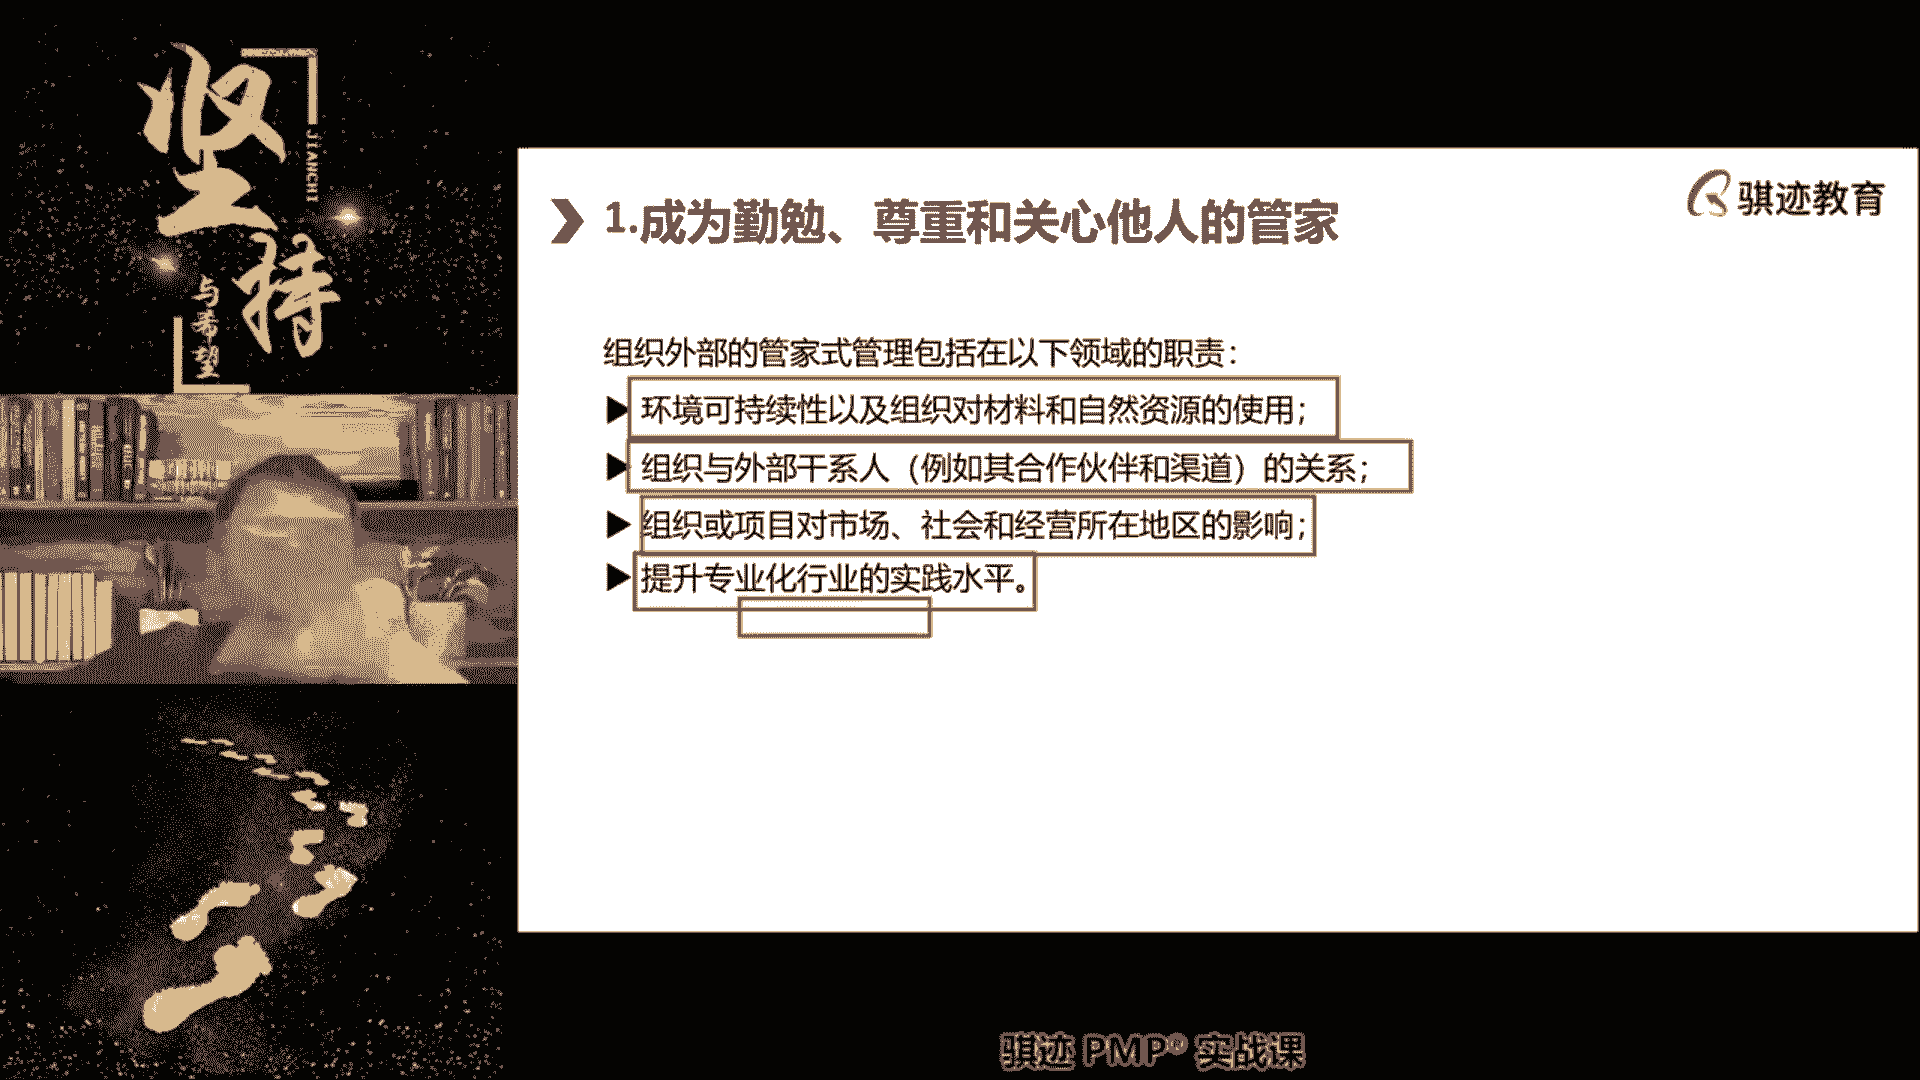 坚持
JIANCHI
与希望
骐迹教育
1.成为勤勉、尊重和关心他人的管家
组织外部的管家式管理包括在以下领域的职责：
环境可持续性以及组织对材料和自然资源的使用；
组织与外部干系人（例如其合作伙伴和渠道）的关系；
组织或项目对市场、社会和经营所在地区的影响；
提升专业化行业的实践水平。
骐迹 PMP® 实战课